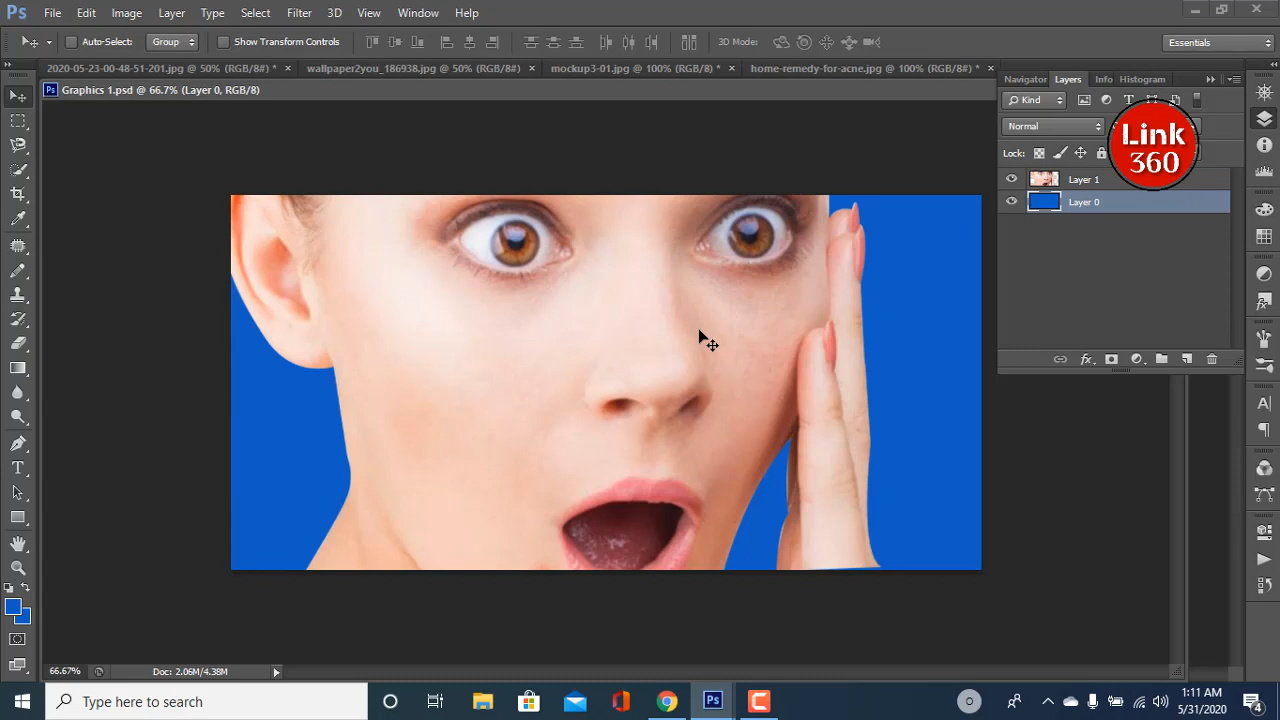 Ps File Edit Image Layer Type Select Filter 3D View Window Help
Auto-Select: Group Show Transform Controls 3D Mode: Essentials
2020-05-23-00-48-51-201.jpg @ 50% (RGB/8#) * × wallpaper2you_186938.jpg @ 50% (RGB/8#) × mockup3-01.jpg @ 100% (RGB/8) * × home-remedy-for-acne.jpg @ 100% (RGB/8#) * ×
Ps Graphics 1.psd @ 66.7% (Layer 0, RGB/8)
Navigator Layers Info Histogram
Kind
Normal
Lock:
Link
360
Layer 1
Layer 0
66.67% Doc: 2.06M/4.38M
Type here to search
Ps
1:11 AM
5/31/2020
4